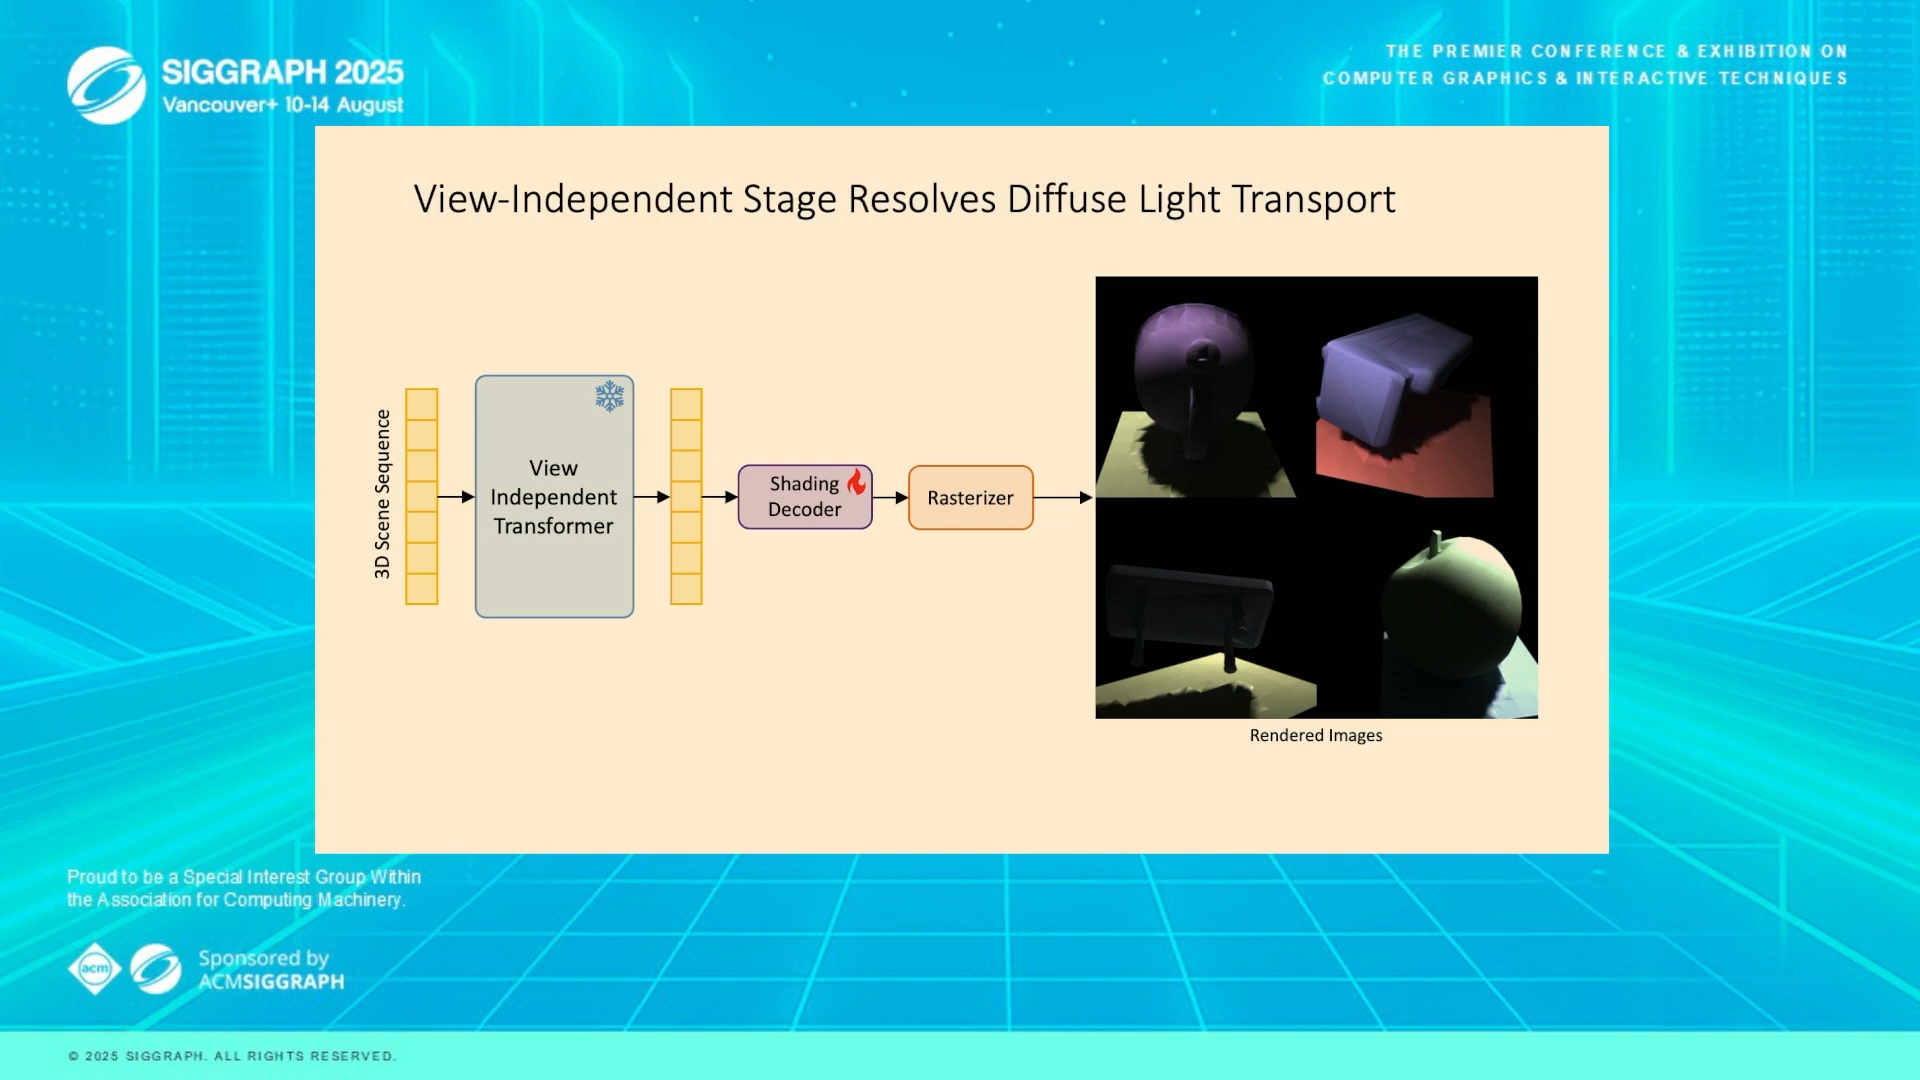 SIGGRAPH 2025
Vancouver+ 10-14 August
THE PREMIER CONFERENCE & EXHIBITION ON
COMPUTER GRAPHICS & INTERACTIVE TECHNIQUES
View-Independent Stage Resolves Diffuse Light Transport
3D Scene Sequence
View
Independent
Transformer
Shading
Decoder
Rasterizer
Rendered Images
Proud to be a Special Interest Group Within
the Association for Computing Machinery.
acm
Sponsored by
ACMSIGGRAPH
© 2025 SIGGRAPH. ALL RIGHTS RESERVED.